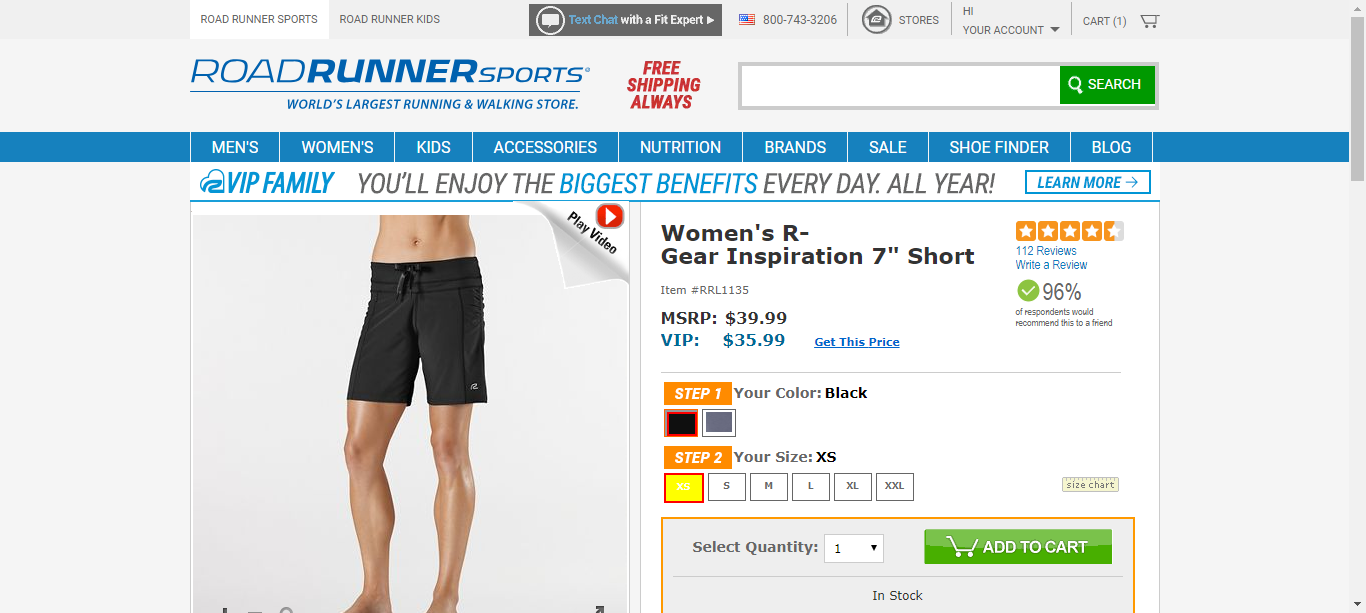 ROAD RUNNER SPORTS
ROAD RUNNER KIDS
Text Chat with a Fit Expert
800-743-3206
STORES
HI
YOUR ACCOUNT
CART (1)
ROADRUNNERSPORTS
WORLD'S LARGEST RUNNING & WALKING STORE.
FREE
SHIPPING
ALWAYS
SEARCH
MEN'S
WOMEN'S
KIDS
ACCESSORIES
NUTRITION
BRANDS
SALE
SHOE FINDER
BLOG
VIP FAMILY
YOU'LL ENJOY THE BIGGEST BENEFITS EVERY DAY. ALL YEAR!
LEARN MORE
Play Video
Women's R-
Gear Inspiration 7" Short
Item #RRL1135
MSRP: $39.99
VIP: $35.99 Get This Price
112 Reviews
Write a Review
96%
of respondents would
recommend this to a friend
STEP 1 Your Color: Black
STEP 2 Your Size: XS
XS S M L XL XXL
size chart
Select Quantity: 1
ADD TO CART
In Stock